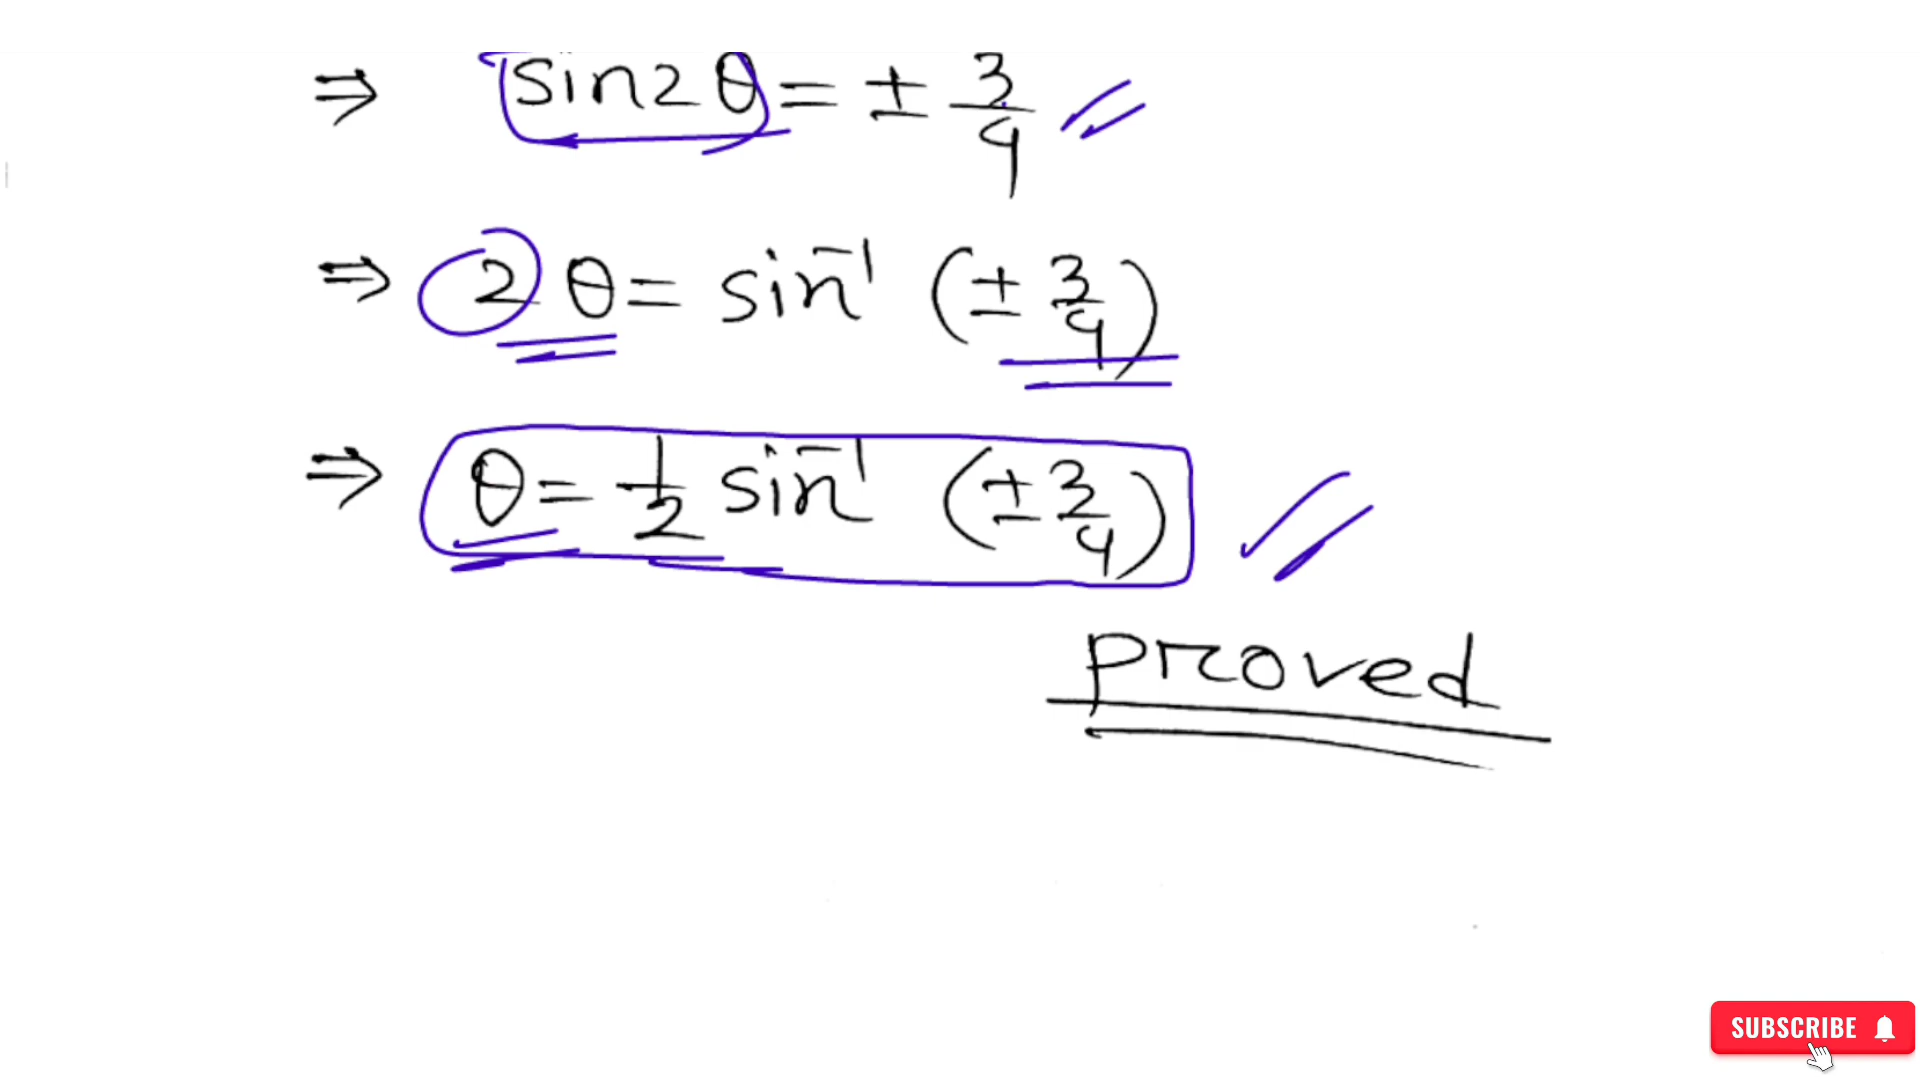 ⇒ sin2θ = ± 3/4
⇒ 2θ = sin⁻¹ (± 3/4)
⇒ θ = 1/2 sin⁻¹ (± 3/4)
proved
SUBSCRIBE